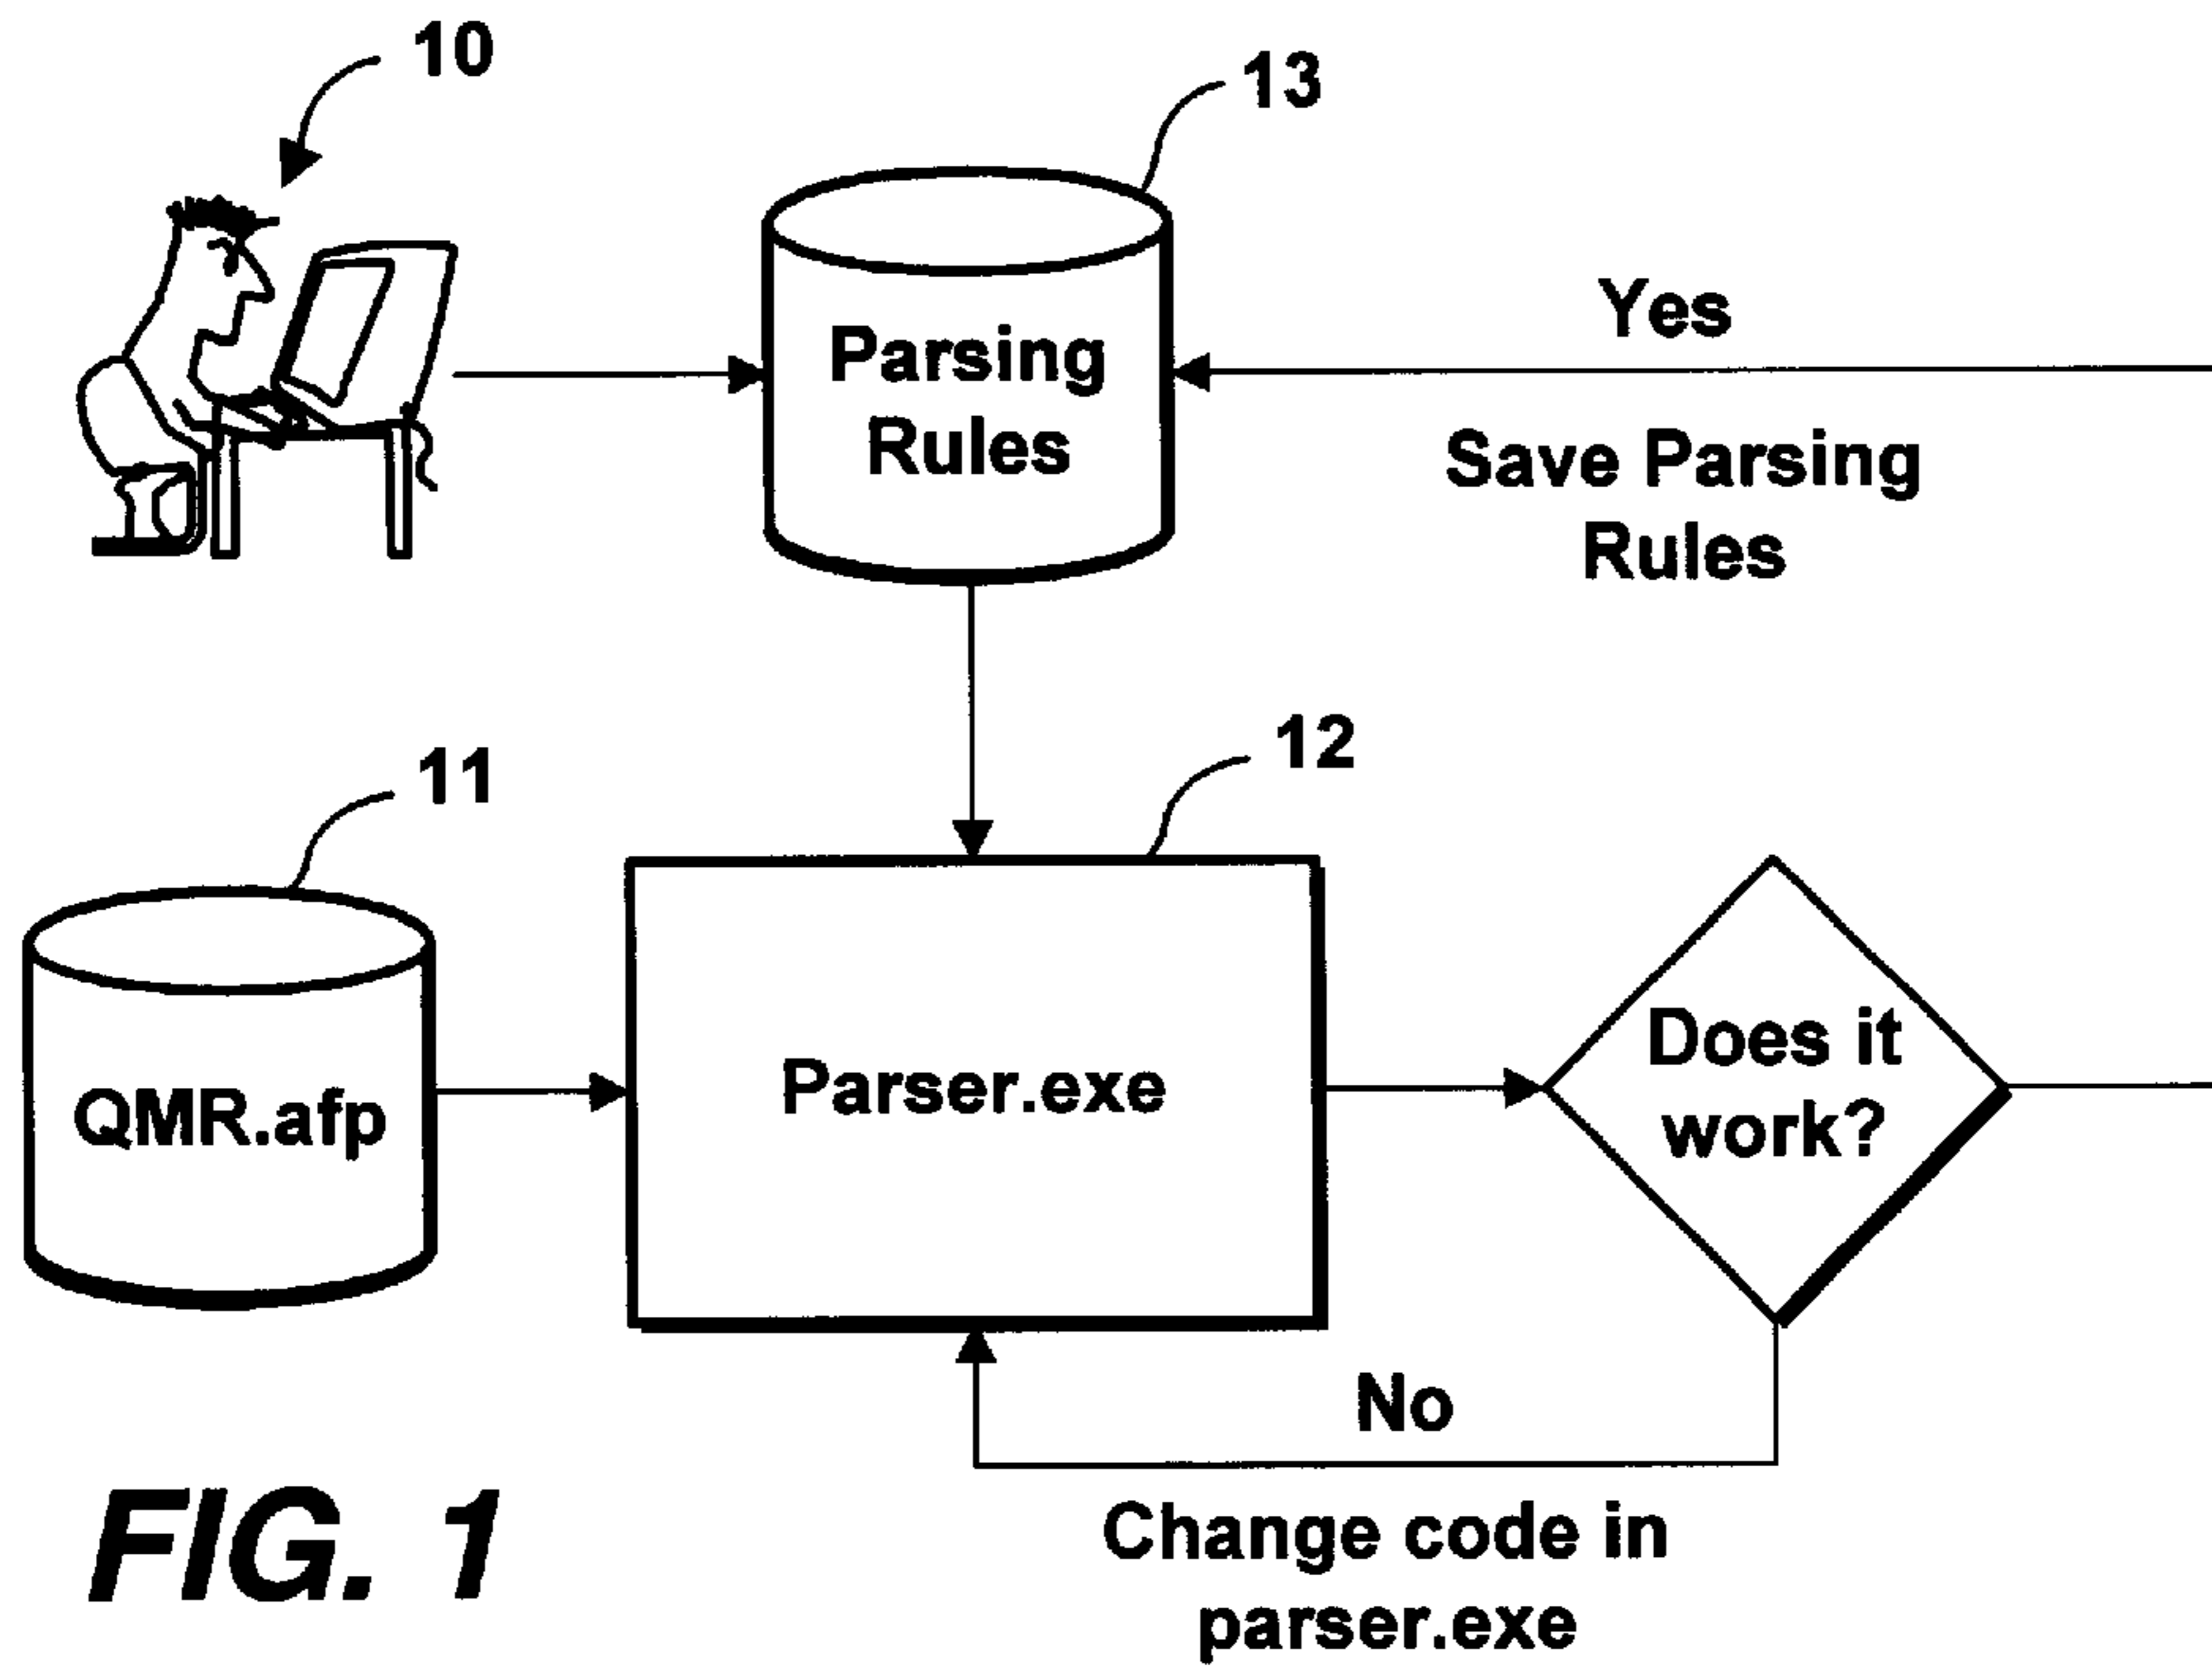 10
13
Parsing
Rules
Yes
Save Parsing
Rules
11
12
QMR.afp
Parser.exe
Does it
work?
No
Change code in
parser.exe
FIG. 1